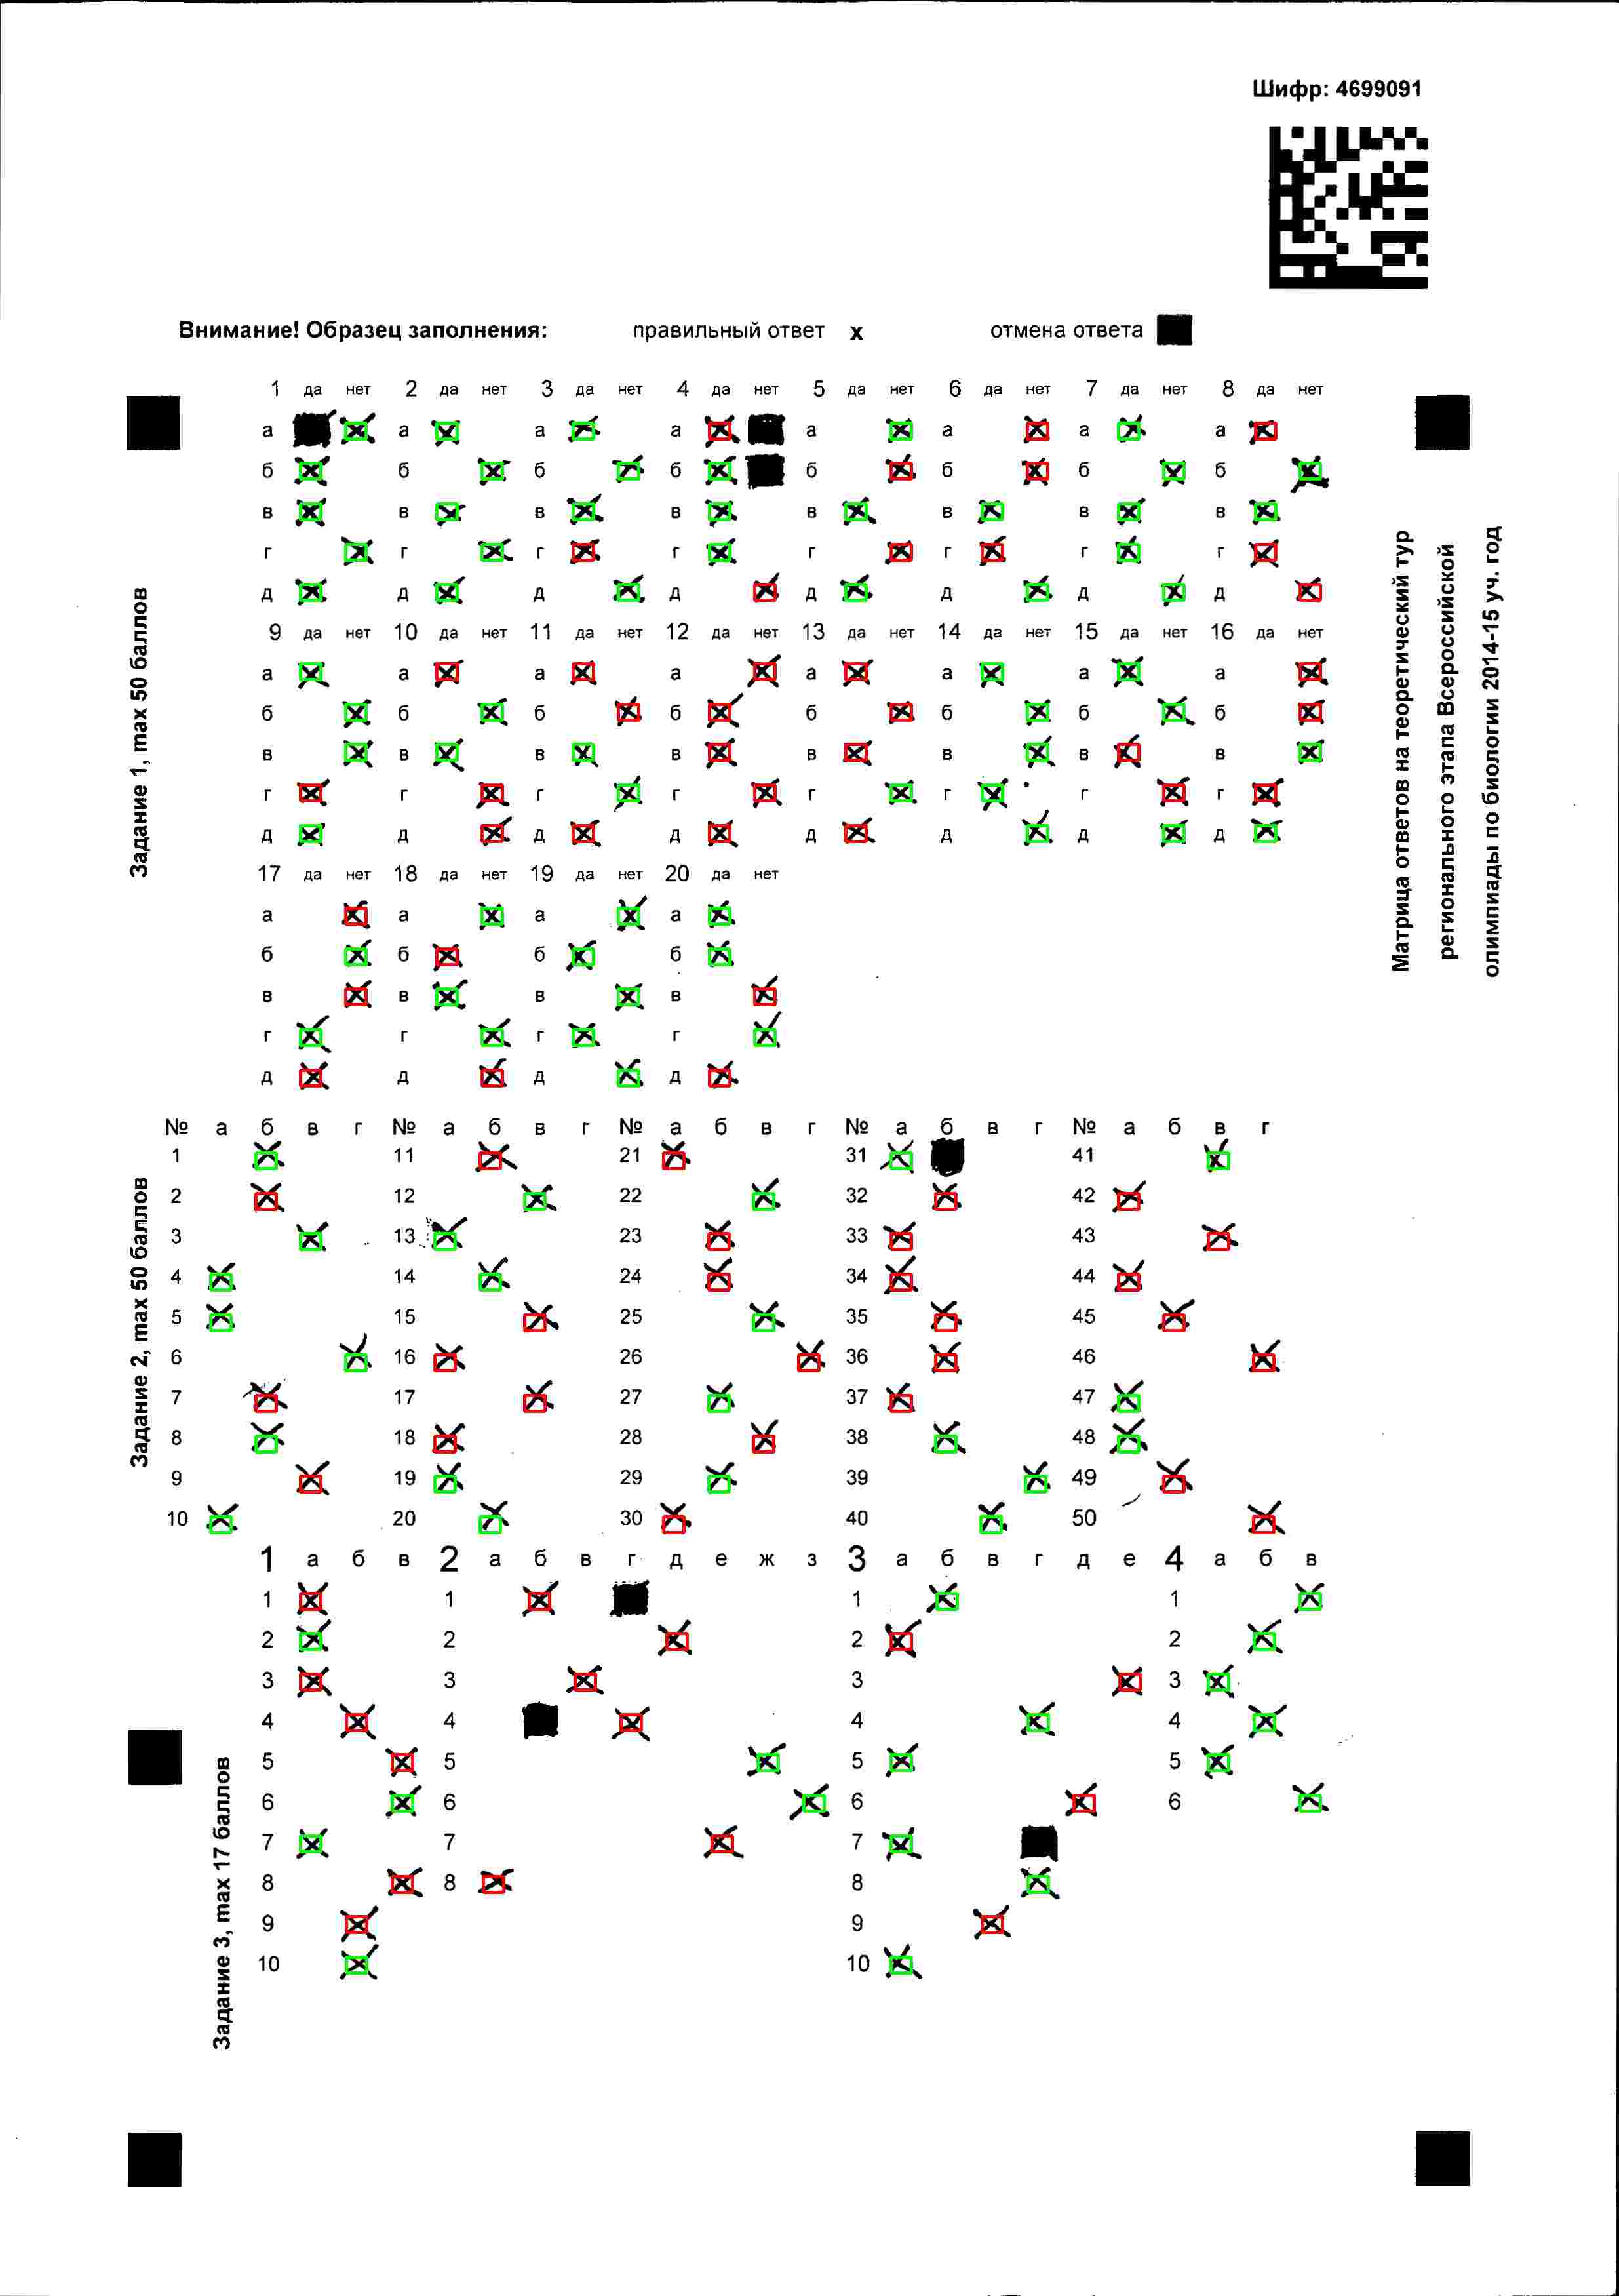 Шифр: 4699091
Внимание! Образец заполнения: правильный ответ x отмена ответа
Задание 1, max 50 баллов
1 да нет 2 да нет 3 да нет 4 да нет 5 да нет 6 да нет 7 да нет 8 да нет
а а а а а а а а
б б б б б б б б
в в в в в в в в
г г г г г г г г
д д д д д д д д
9 да нет 10 да нет 11 да нет 12 да нет 13 да нет 14 да нет 15 да нет 16 да нет
а а а а а а а а
б б б б б б б б
в в в в в в в в
г г г г г г г г
д д д д д д д д
17 да нет 18 да нет 19 да нет 20 да нет
а а а а
б б б б
в в в в
г г г г
д д д д
Матрица ответов на теоретический тур
регионального этапа Всероссийской
олимпиады по биологии 2014-15 уч. год
Задание 2, max 50 баллов
№ а б в г № а б в г № а б в г № а б в г № а б в г
1 11 21 31 41
2 12 22 32 42
3 13 23 33 43
4 14 24 34 44
5 15 25 35 45
6 16 26 36 46
7 17 27 37 47
8 18 28 38 48
9 19 29 39 49
10 20 30 40 50
Задание 3, max 17 баллов
1 а б в 2 а б в г д е ж з 3 а б в г д е 4 а б в
1 1 1 1
2 2 2 2
3 3 3 3
4 4 4 4
5 5 5 5
6 6 6 6
7 7 7
8 8 8
9 9
10 10